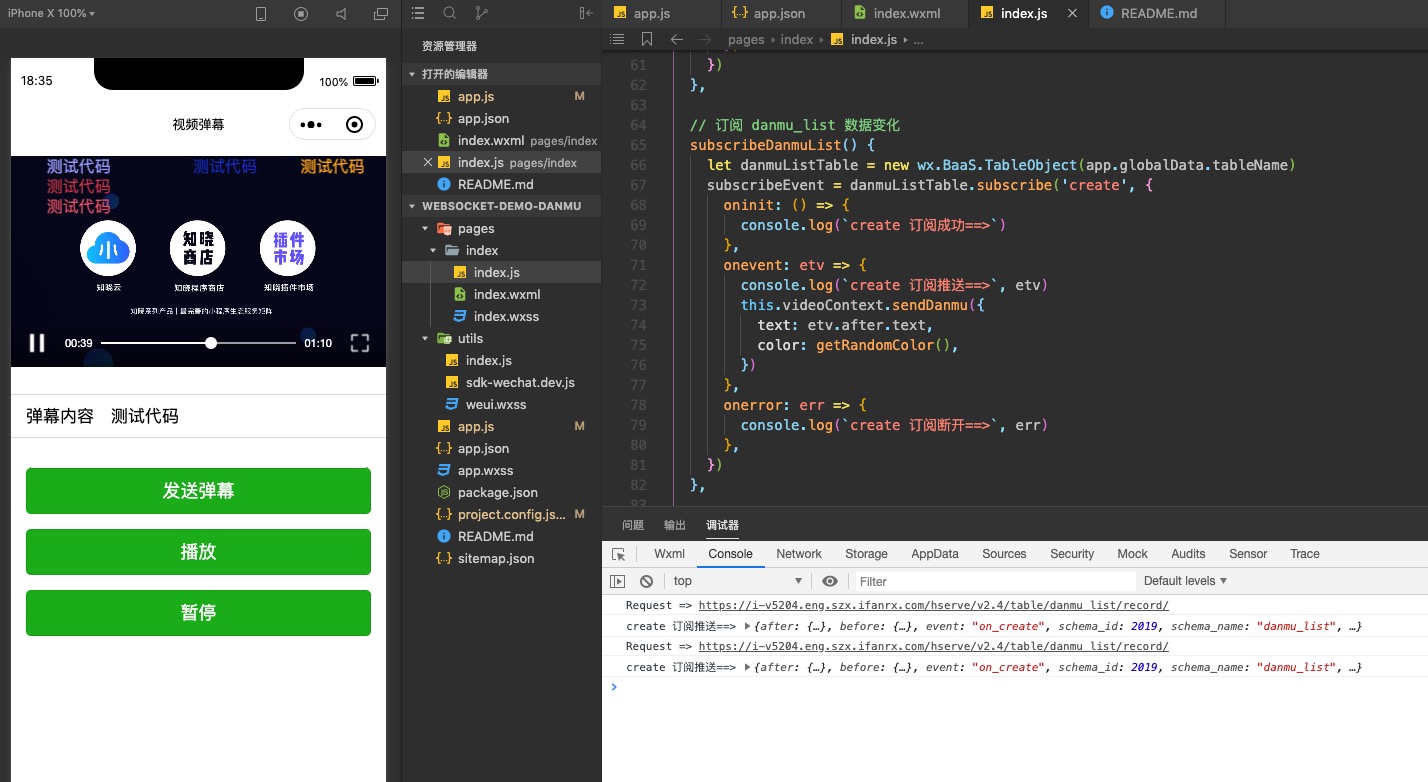 iPhone X 100%
18:35
100%
视频弹幕
测试代码 测试代码 测试代码
测试代码
测试代码
小 知晓商店 插件市场
知晓云 知晓程序商店 知晓插件市场
知晓系列产品 | 最完善的小程序生态服务矩阵
00:39 01:10
弹幕内容 测试代码
发送弹幕
播放
暂停
资源管理器
打开的编辑器
app.js M
app.json
index.wxml pages/index
index.js pages/index
README.md
WEBSOCKET-DEMO-DANMU
pages
index
index.js
index.wxml
index.wxss
utils
index.js
sdk-wechat.dev.js
weui.wxss
app.js M
app.json
app.wxss
package.json
project.config.js... M
README.md
sitemap.json
app.js app.json index.wxml index.js README.md
pages index index.js ...
61 })
62 },
63
64 // 订阅 danmu_list 数据变化
65 subscribeDanmuList() {
66 let danmuListTable = new wx.BaaS.TableObject(app.globalData.tableName)
67 subscribeEvent = danmuListTable.subscribe('create', {
68 oninit: () => {
69 console.log(`create 订阅成功==>`)
70 },
71 onevent: etv => {
72 console.log(`create 订阅推送==>`, etv)
73 this.videoContext.sendDanmu({
74 text: etv.after.text,
75 color: getRandomColor(),
76 })
77 },
78 onerror: err => {
79 console.log(`create 订阅断开==>`, err)
80 },
81 })
82 },
83
问题 输出 调试器
Wxml Console Network Storage AppData Sources Security Mock Audits Sensor Trace
top Filter Default levels
Request => https://i-v5204.eng.szx.ifanrx.com/hserve/v2.4/table/danmu_list/record/
create 订阅推送==> {after: {…}, before: {…}, event: "on_create", schema_id: 2019, schema_name: "danmu_list", …}
Request => https://i-v5204.eng.szx.ifanrx.com/hserve/v2.4/table/danmu_list/record/
create 订阅推送==> {after: {…}, before: {…}, event: "on_create", schema_id: 2019, schema_name: "danmu_list", …}